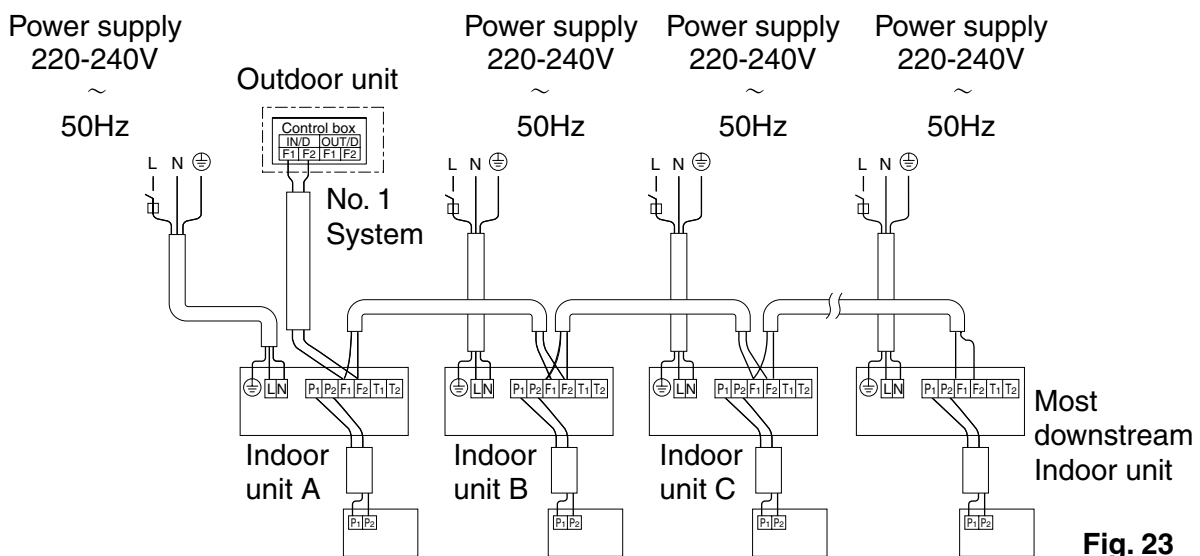 Power supply
220-240V
~
50Hz
Outdoor unit
Control box
IN/D OUT/D
F1 F2 F1 F2
No. 1
System
L N
Power supply
220-240V
~
50Hz
L N
Power supply
220-240V
~
50Hz
L N
Power supply
220-240V
~
50Hz
L N
L N P1 P2 F1 F2 T1 T2
Indoor
unit A
P1 P2
L N P1 P2 F1 F2 T1 T2
Indoor
unit B
P1 P2
L N P1 P2 F1 F2 T1 T2
Indoor
unit C
P1 P2
L N P1 P2 F1 F2 T1 T2
Most
downstream
Indoor unit
P1 P2
Fig. 23